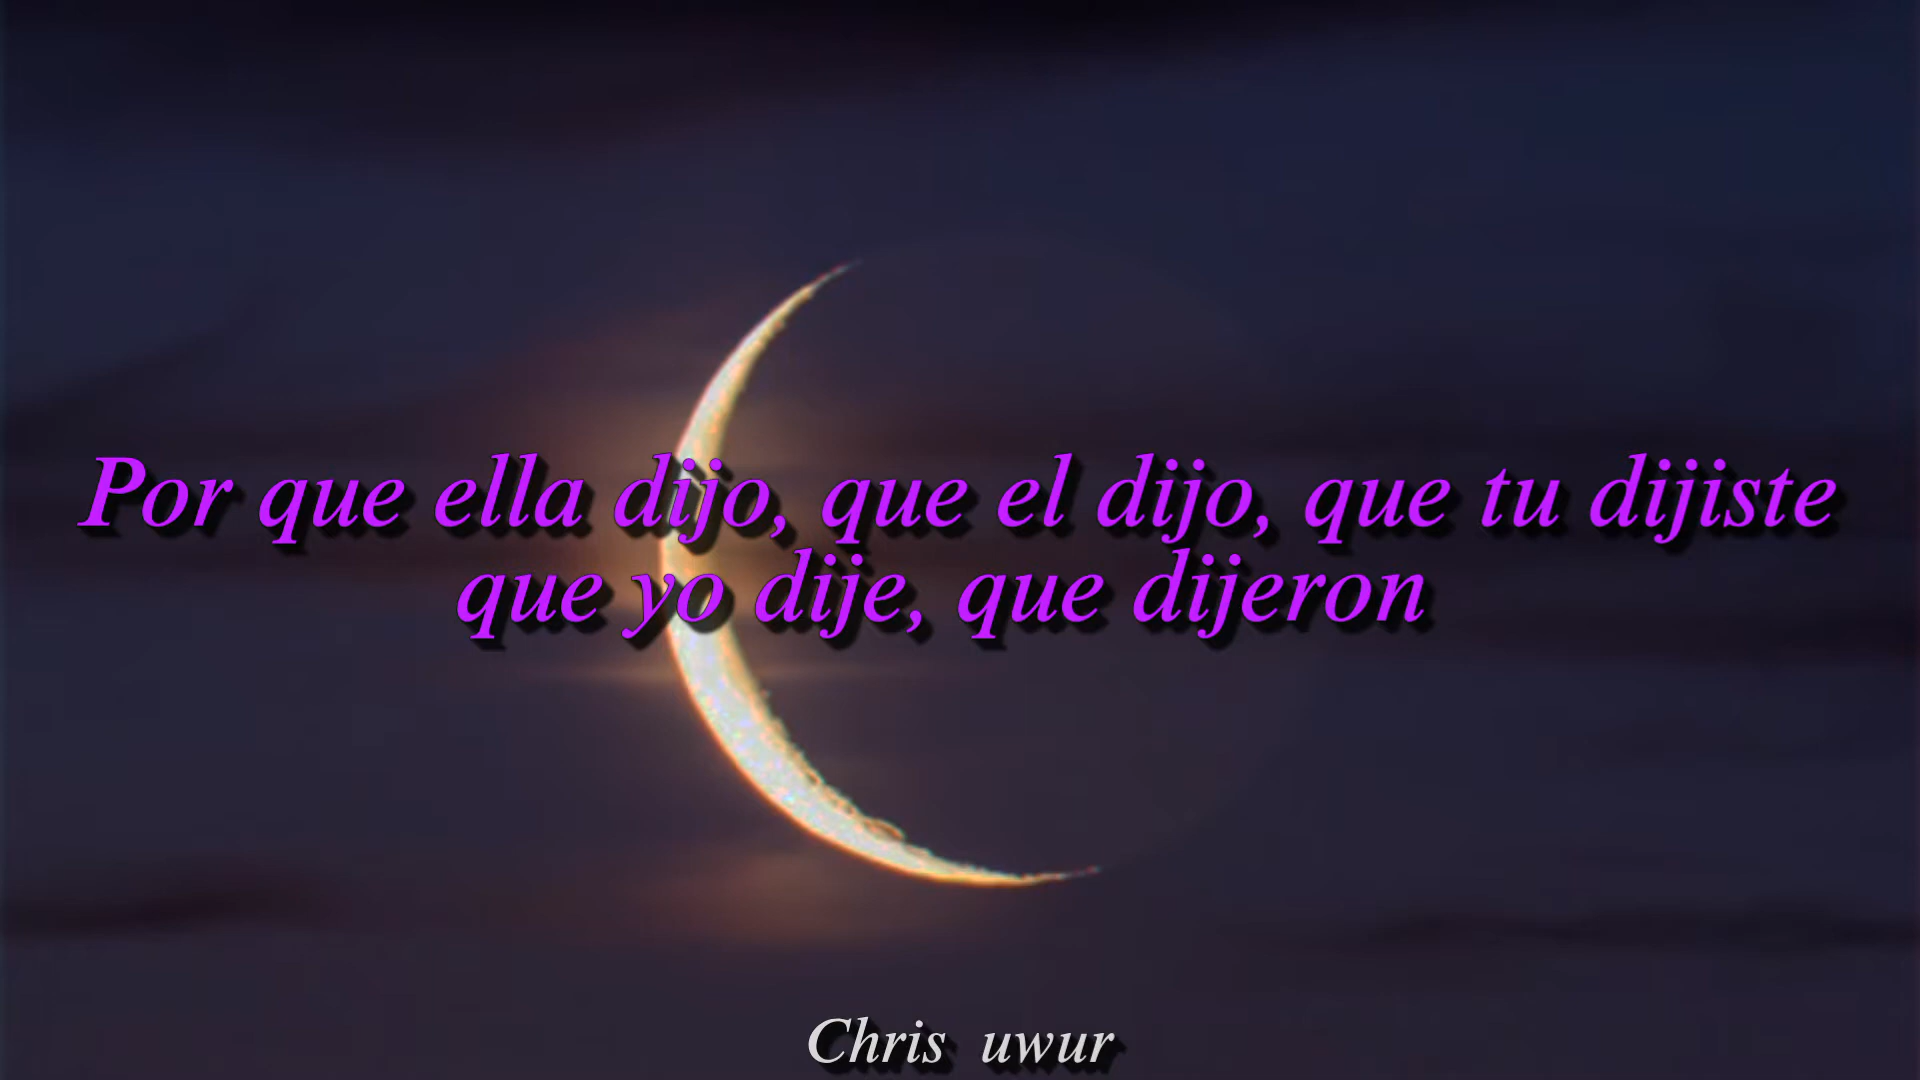 Por que ella dijo, que el dijo, que tu dijiste
que yo dije, que dijeron
Chris uwur